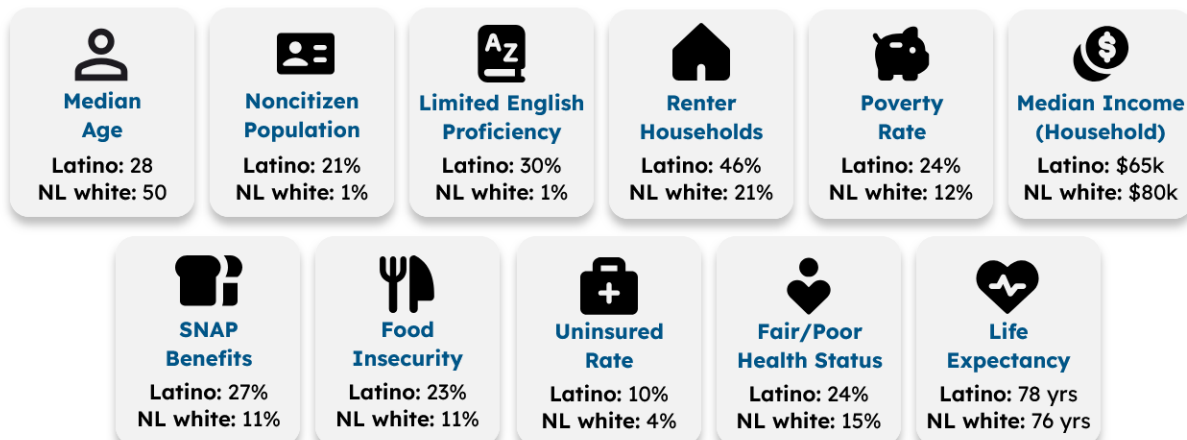 Median
Age
Latino: 28
NL white: 50
Noncitizen
Population
Latino: 21%
NL white: 1%
AZ
Limited English
Proficiency
Latino: 30%
NL white: 1%
Renter
Households
Latino: 46%
NL white: 21%
Poverty
Rate
Latino: 24%
NL white: 12%
$
Median Income
(Household)
Latino: $65k
NL white: $80k
SNAP
Benefits
Latino: 27%
NL white: 11%
Food
Insecurity
Latino: 23%
NL white: 11%
Uninsured
Rate
Latino: 10%
NL white: 4%
Fair/Poor
Health Status
Latino: 24%
NL white: 15%
Life
Expectancy
Latino: 78 yrs
NL white: 76 yrs